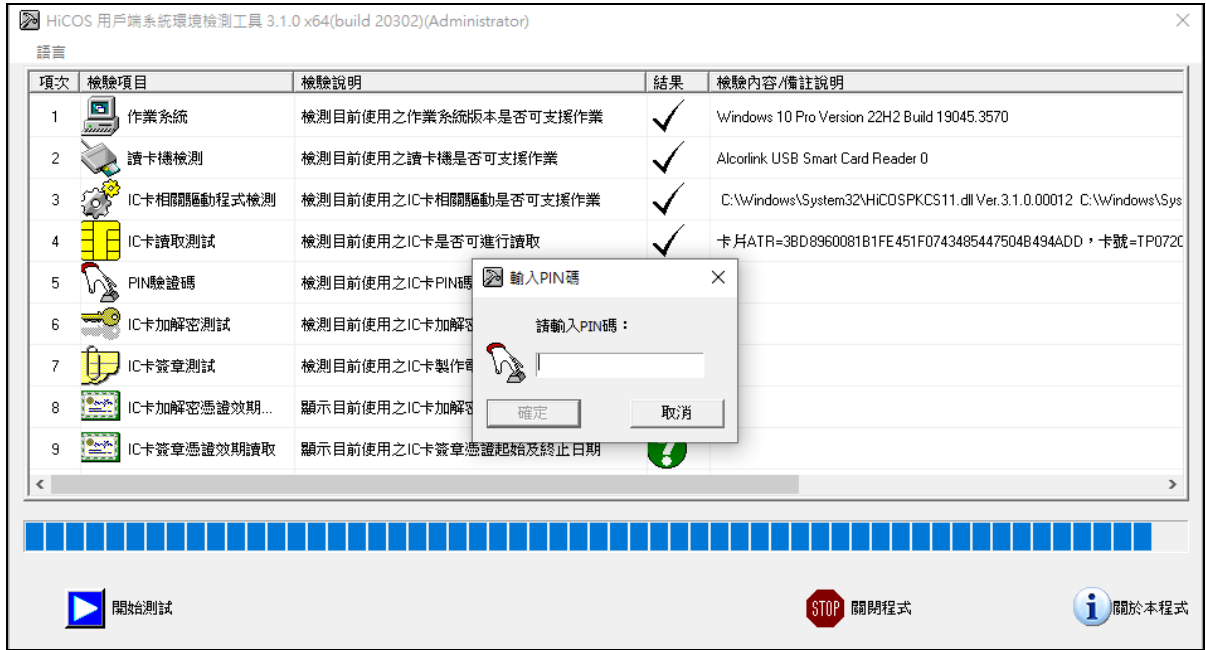 HiCOS 用戶端系統環境檢測工具 3.1.0 x64(build 20302)(Administrator)
語言
項次 檢驗項目 檢驗說明 結果 檢驗內容/備註說明
1 作業系統 檢測目前使用之作業系統版本是否可支援作業 Windows 10 Pro Version 22H2 Build 19045.3570
2 讀卡機檢測 檢測目前使用之讀卡機是否可支援作業 Alcorlink USB Smart Card Reader 0
3 IC卡相關驅動程式檢測 檢測目前使用之IC卡相關驅動是否可支援作業 C:\Windows\System32\HiCOSPKCS11.dll Ver.3.1.0.00012 C:\Windows\Sys
4 IC卡讀取測試 檢測目前使用之IC卡是否可進行讀取 卡片ATR=3BD8960081B1FE451F0743485447504B494ADD，卡號=TP0720
5 PIN驗證碼 檢測目前使用之IC卡PIN碼
6 IC卡加解密測試 檢測目前使用之IC卡加解密
7 IC卡簽章測試 檢測目前使用之IC卡製作電
8 IC卡加解密憑證效期... 顯示目前使用之IC卡加解密
9 IC卡簽章憑證效期讀取 顯示目前使用之IC卡簽章憑證起始及終止日期
輸入PIN碼
請輸入PIN碼：
確定 取消
開始測試 STOP 關閉程式 關於本程式